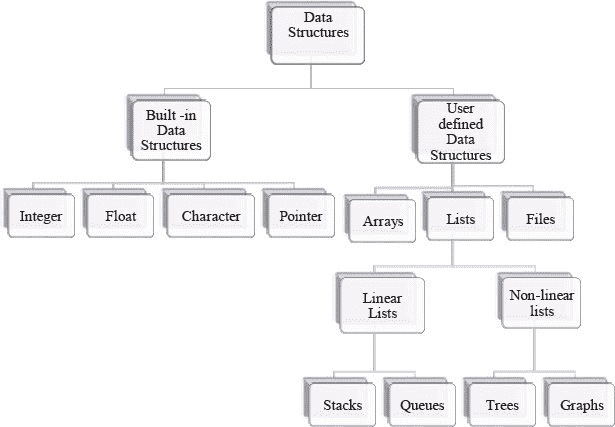 Data
Structures
Built -in
Data
Structures
User
defined
Data
Structures
Integer
Float
Character
Pointer
Arrays
Lists
Files
Linear
Lists
Non-linear
lists
Stacks
Queues
Trees
Graphs